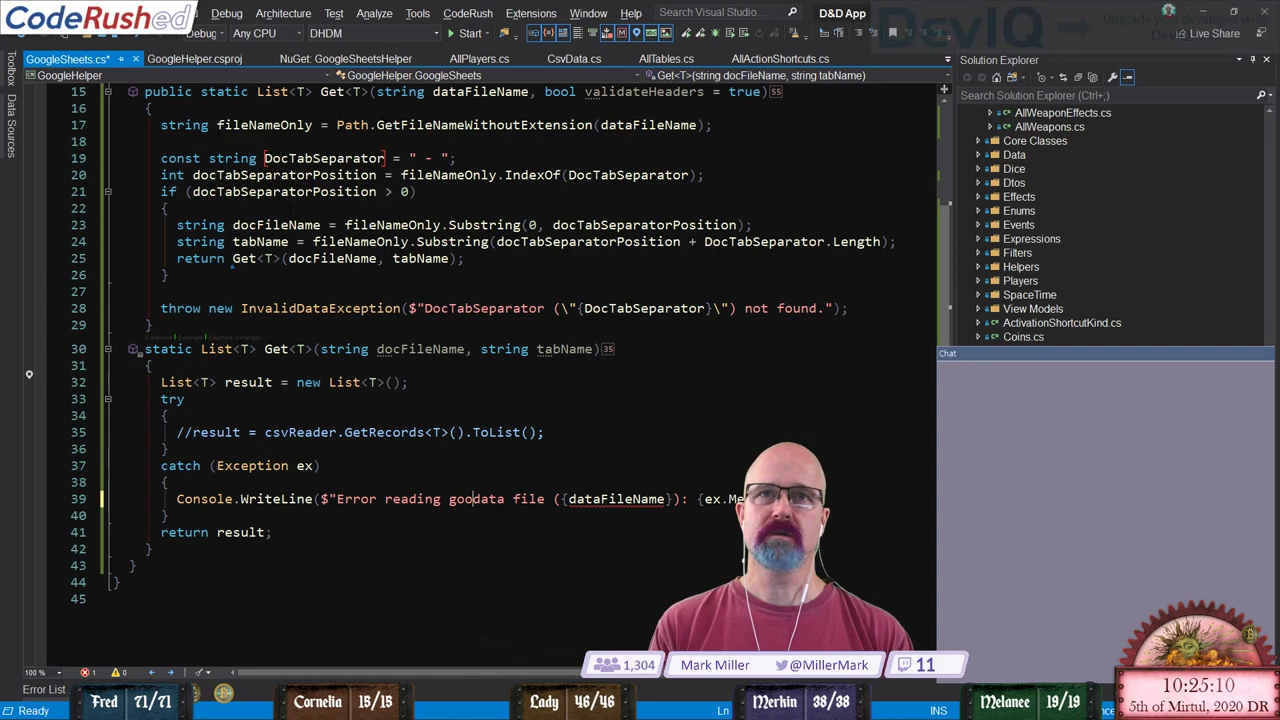 CodeRushed
Debug
Architecture
Test
Analyze
Tools
CodeRush
Extensions
Window
Help
Search Visual Studio...
DnD App
Debug
Any CPU
DHDM
Start
Live Share
GoogleSheets.cs*
GoogleHelper.csproj
NuGet: GoogleSheetsHelper
AllPlayers.cs
CsvData.cs
AllTables.cs
AllActionShortcuts.cs
Solution Explorer
GoogleHelper
GoogleHelper.GoogleSheets
Get<T>(string docFileName, string tabName)
Search Solution Explorer (Ctrl+;)
Data Sources
15 public static List<T> Get<T>(string dataFileName, bool validateHeaders = true) 55
16 {
17 string fileNameOnly = Path.GetFileNameWithoutExtension(dataFileName);
18
19 const string DocTabSeparator = " - ";
20 int docTabSeparatorPosition = fileNameOnly.IndexOf(DocTabSeparator);
21 if (docTabSeparatorPosition > 0)
22 {
23 string docFileName = fileNameOnly.Substring(0, docTabSeparatorPosition);
24 string tabName = fileNameOnly.Substring(docTabSeparatorPosition + DocTabSeparator.Length);
25 return Get<T>(docFileName, tabName);
26 }
27
28 throw new InvalidDataException($"DocTabSeparator (\"{DocTabSeparator}\") not found.");
29 }
30 static List<T> Get<T>(string docFileName, string tabName) 35
31 {
32 List<T> result = new List<T>();
33 try
34 {
35 //result = csvReader.GetRecords<T>().ToList();
36 }
37 catch (Exception ex)
38 {
39 Console.WriteLine($"Error reading goodata file ({dataFileName}): {ex.Me
40 }
41 return result;
42 }
43 }
44 }
45
AllWeaponEffects.cs
AllWeapons.cs
Core Classes
Data
Dice
Dtos
Effects
Enums
Events
Expressions
Filters
Helpers
Players
SpaceTime
View Models
ActivationShortcutKind.cs
Coins.cs
Chat
100 %
1
0
Error List
Ready
Ln
INS
1,304
Mark Miller
@MillerMark
11
Fred 71/71
Cornelia 15/15
Lady 46/46
Merkin 38/38
Melanee 19/19
10:25:10
5th of Mirtul, 2020 DR